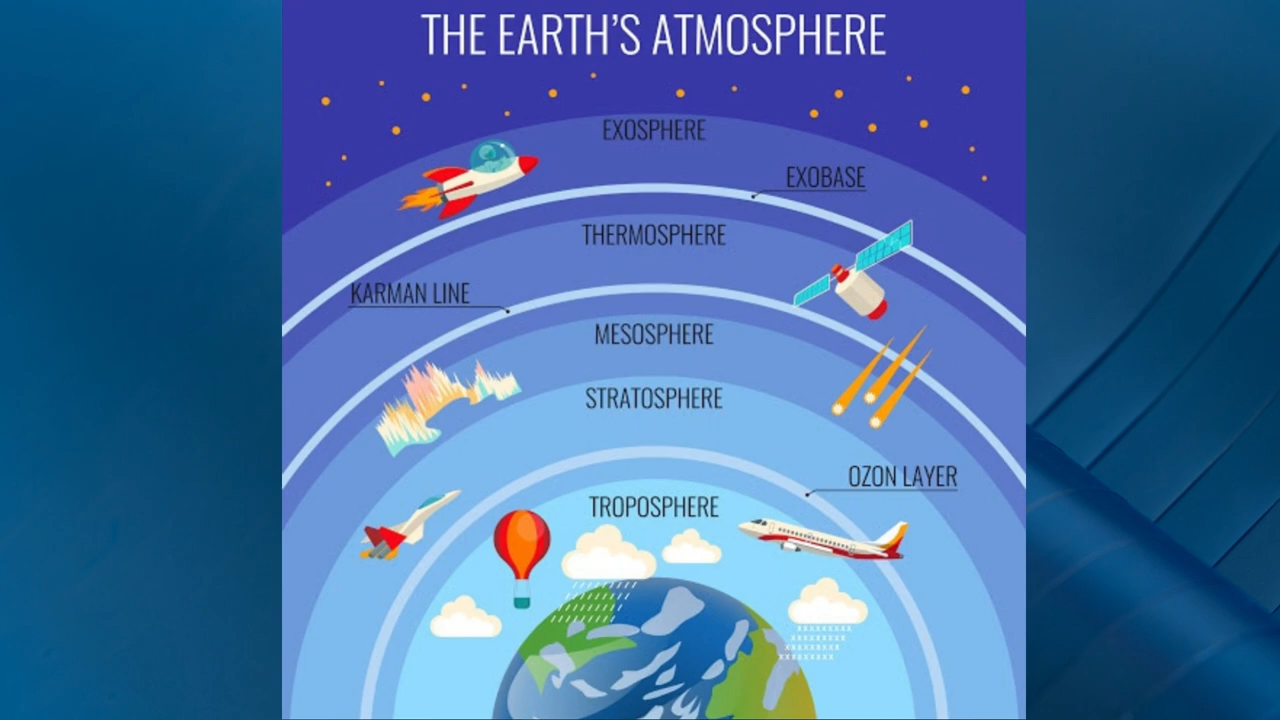 THE EARTH'S ATMOSPHERE
EXOSPHERE
EXOBASE
THERMOSPHERE
KARMAN LINE
MESOSPHERE
STRATOSPHERE
OZON LAYER
TROPOSPHERE